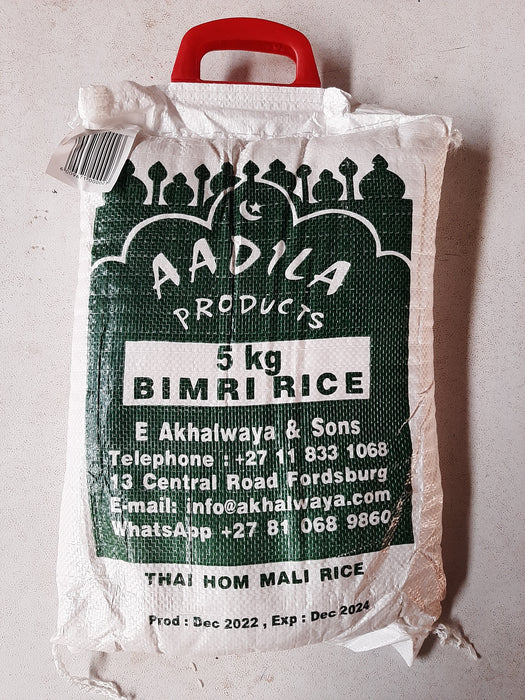 AADILA
PRODUCTS
5 kg
BIMRI RICE
E Akhalwaya & Sons
Telephone : +27 11 833 1068
13 Central Road Fordsburg
E-mail: info@akhalwaya.com
WhatsApp +27 81 068 9860
THAI HOM MALI RICE
Prod : Dec 2022 , Exp : Dec 2024